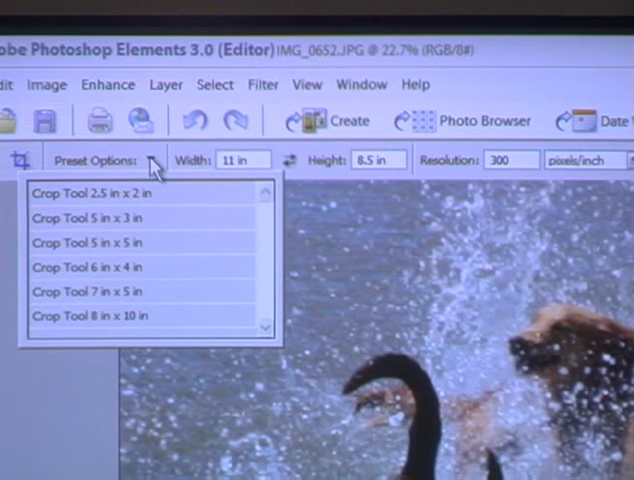 obe Photoshop Elements 3.0 (Editor) IMG_0652.JPG @ 22.7% (RGB/8#)
dit Image Enhance Layer Select Filter View Window Help
Create Photo Browser Date
Preset Options: Width: 11 in Height: 8.5 in Resolution: 300 pixels/inch
Crop Tool 2.5 in x 2 in
Crop Tool 5 in x 3 in
Crop Tool 5 in x 5 in
Crop Tool 6 in x 4 in
Crop Tool 7 in x 5 in
Crop Tool 8 in x 10 in